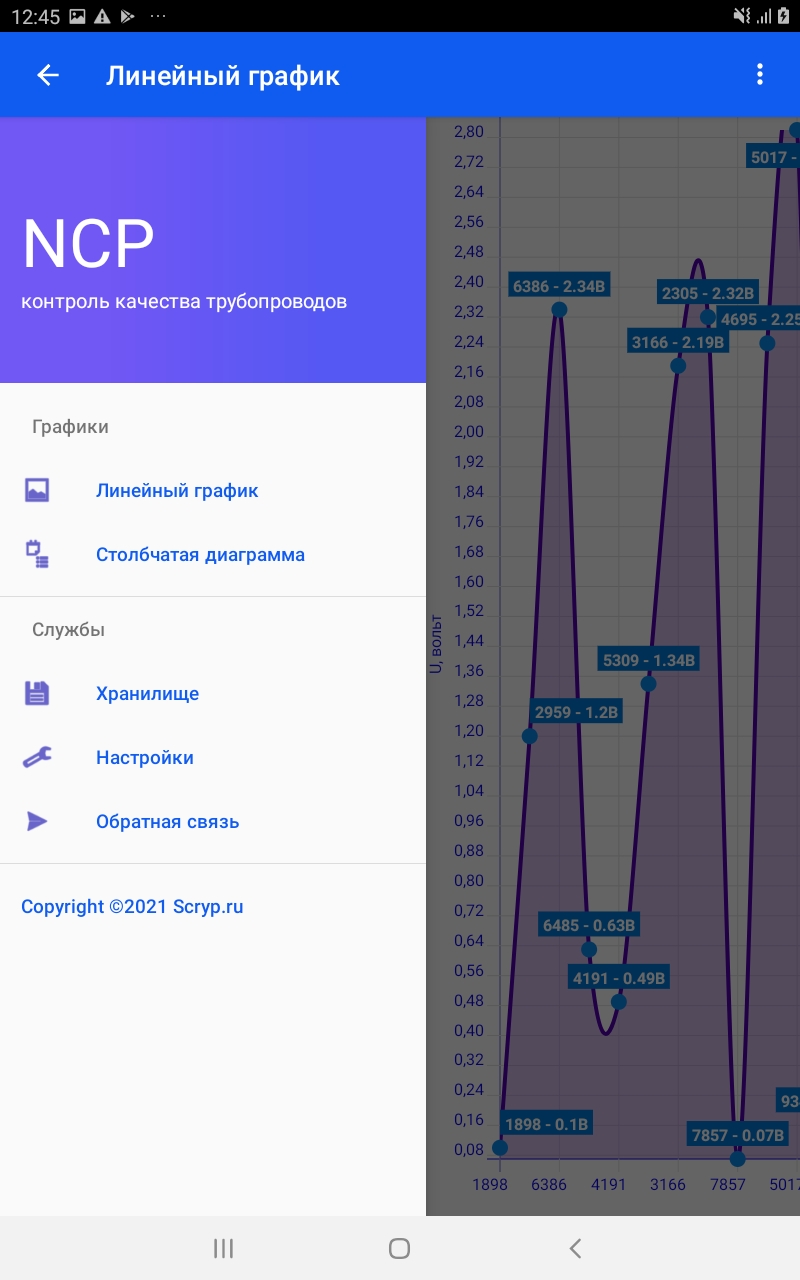 12:45
Линейный график
NCP
контроль качества трубопроводов
Графики
Линейный график
Столбчатая диаграмма
Службы
Хранилище
Настройки
Обратная связь
Copyright ©2021 Scryp.ru
U, вольт
2,80
2,72
2,64
2,56
2,48
2,40
2,32
2,24
2,16
2,08
2,00
1,92
1,84
1,76
1,68
1,60
1,52
1,44
1,36
1,28
1,20
1,12
1,04
0,96
0,88
0,80
0,72
0,64
0,56
0,48
0,40
0,32
0,24
0,16
0,08
5017 -
6386 - 2.34В
2305 - 2.32В
4695 - 2.25
3166 - 2.19В
5309 - 1.34В
2959 - 1.2В
6485 - 0.63В
4191 - 0.49В
93
1898 - 0.1В
7857 - 0.07В
1898 6386 4191 3166 7857 5017